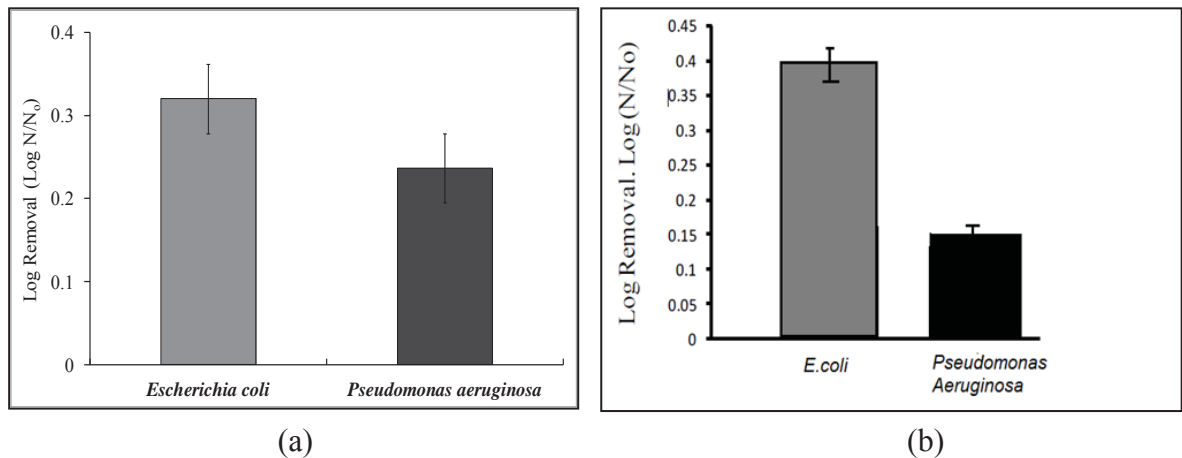 0.4
0.3
0.2
0.1
0
Log Removal (Log N/N₀)
Escherichia coli
Pseudomonas aeruginosa
(a)
0.45
0.4
0.35
0.3
0.25
0.2
0.15
0.1
0.05
0
Log Removal. Log (N/No)
E.coli
Pseudomonas
Aeruginosa
(b)